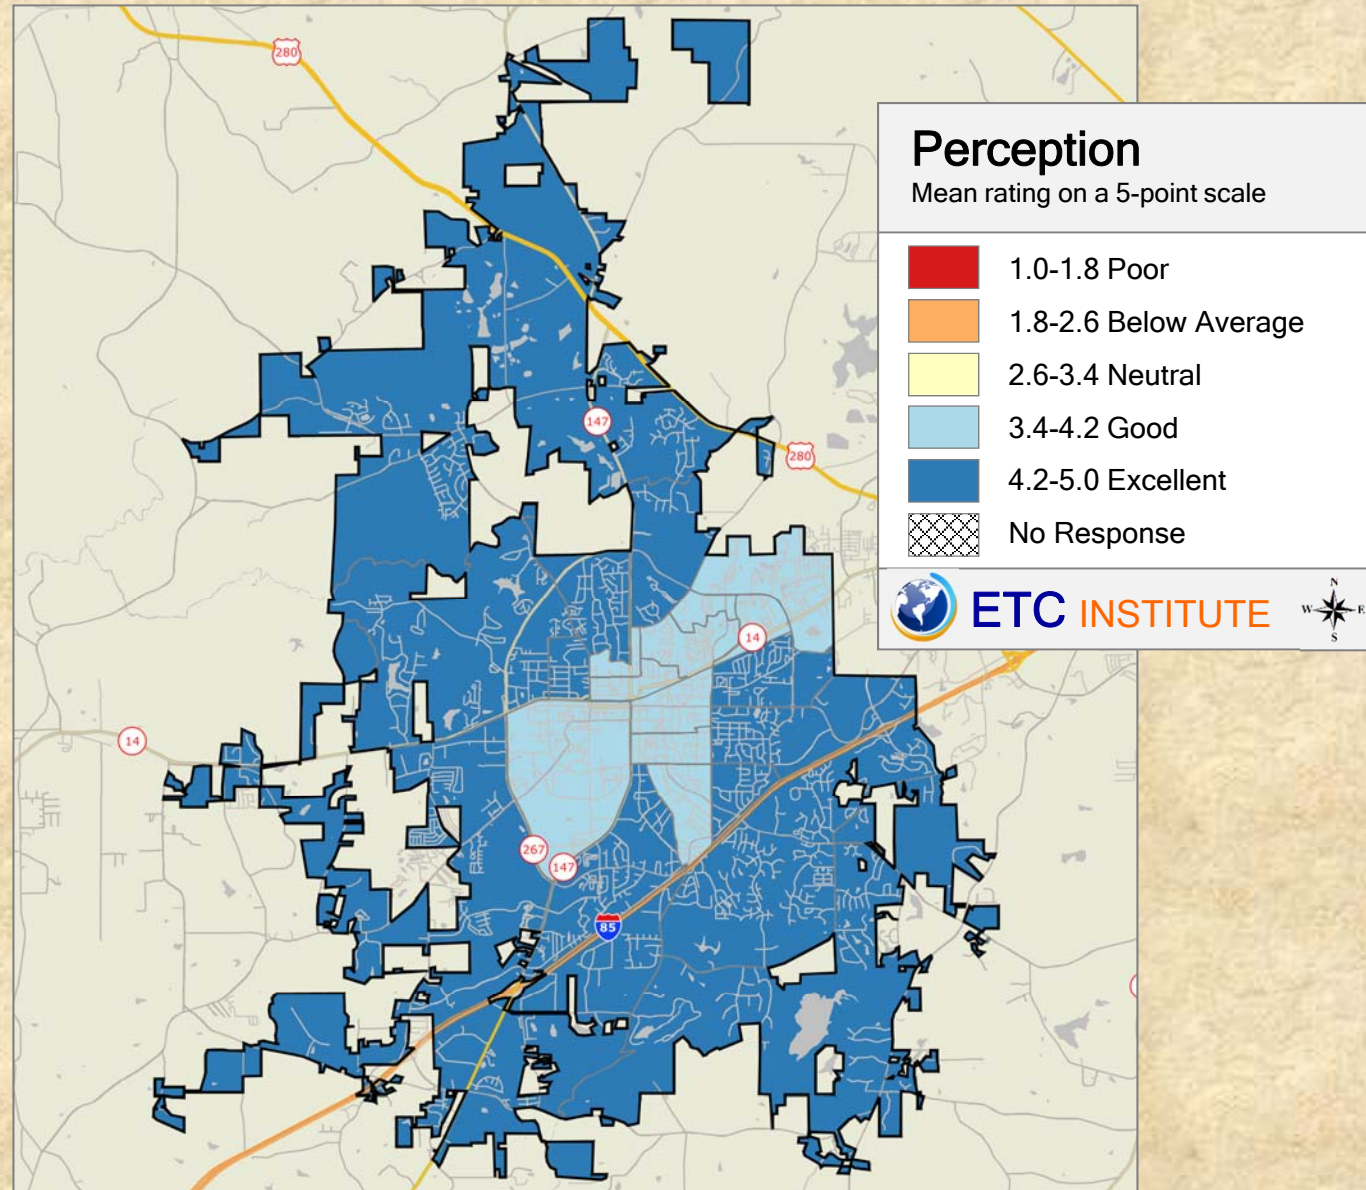 280
Perception
Mean rating on a 5-point scale
1.0-1.8 Poor
1.8-2.6 Below Average
2.6-3.4 Neutral
3.4-4.2 Good
4.2-5.0 Excellent
No Response
ETC INSTITUTE
N
W E
S
147
280
14
14
267
147
85